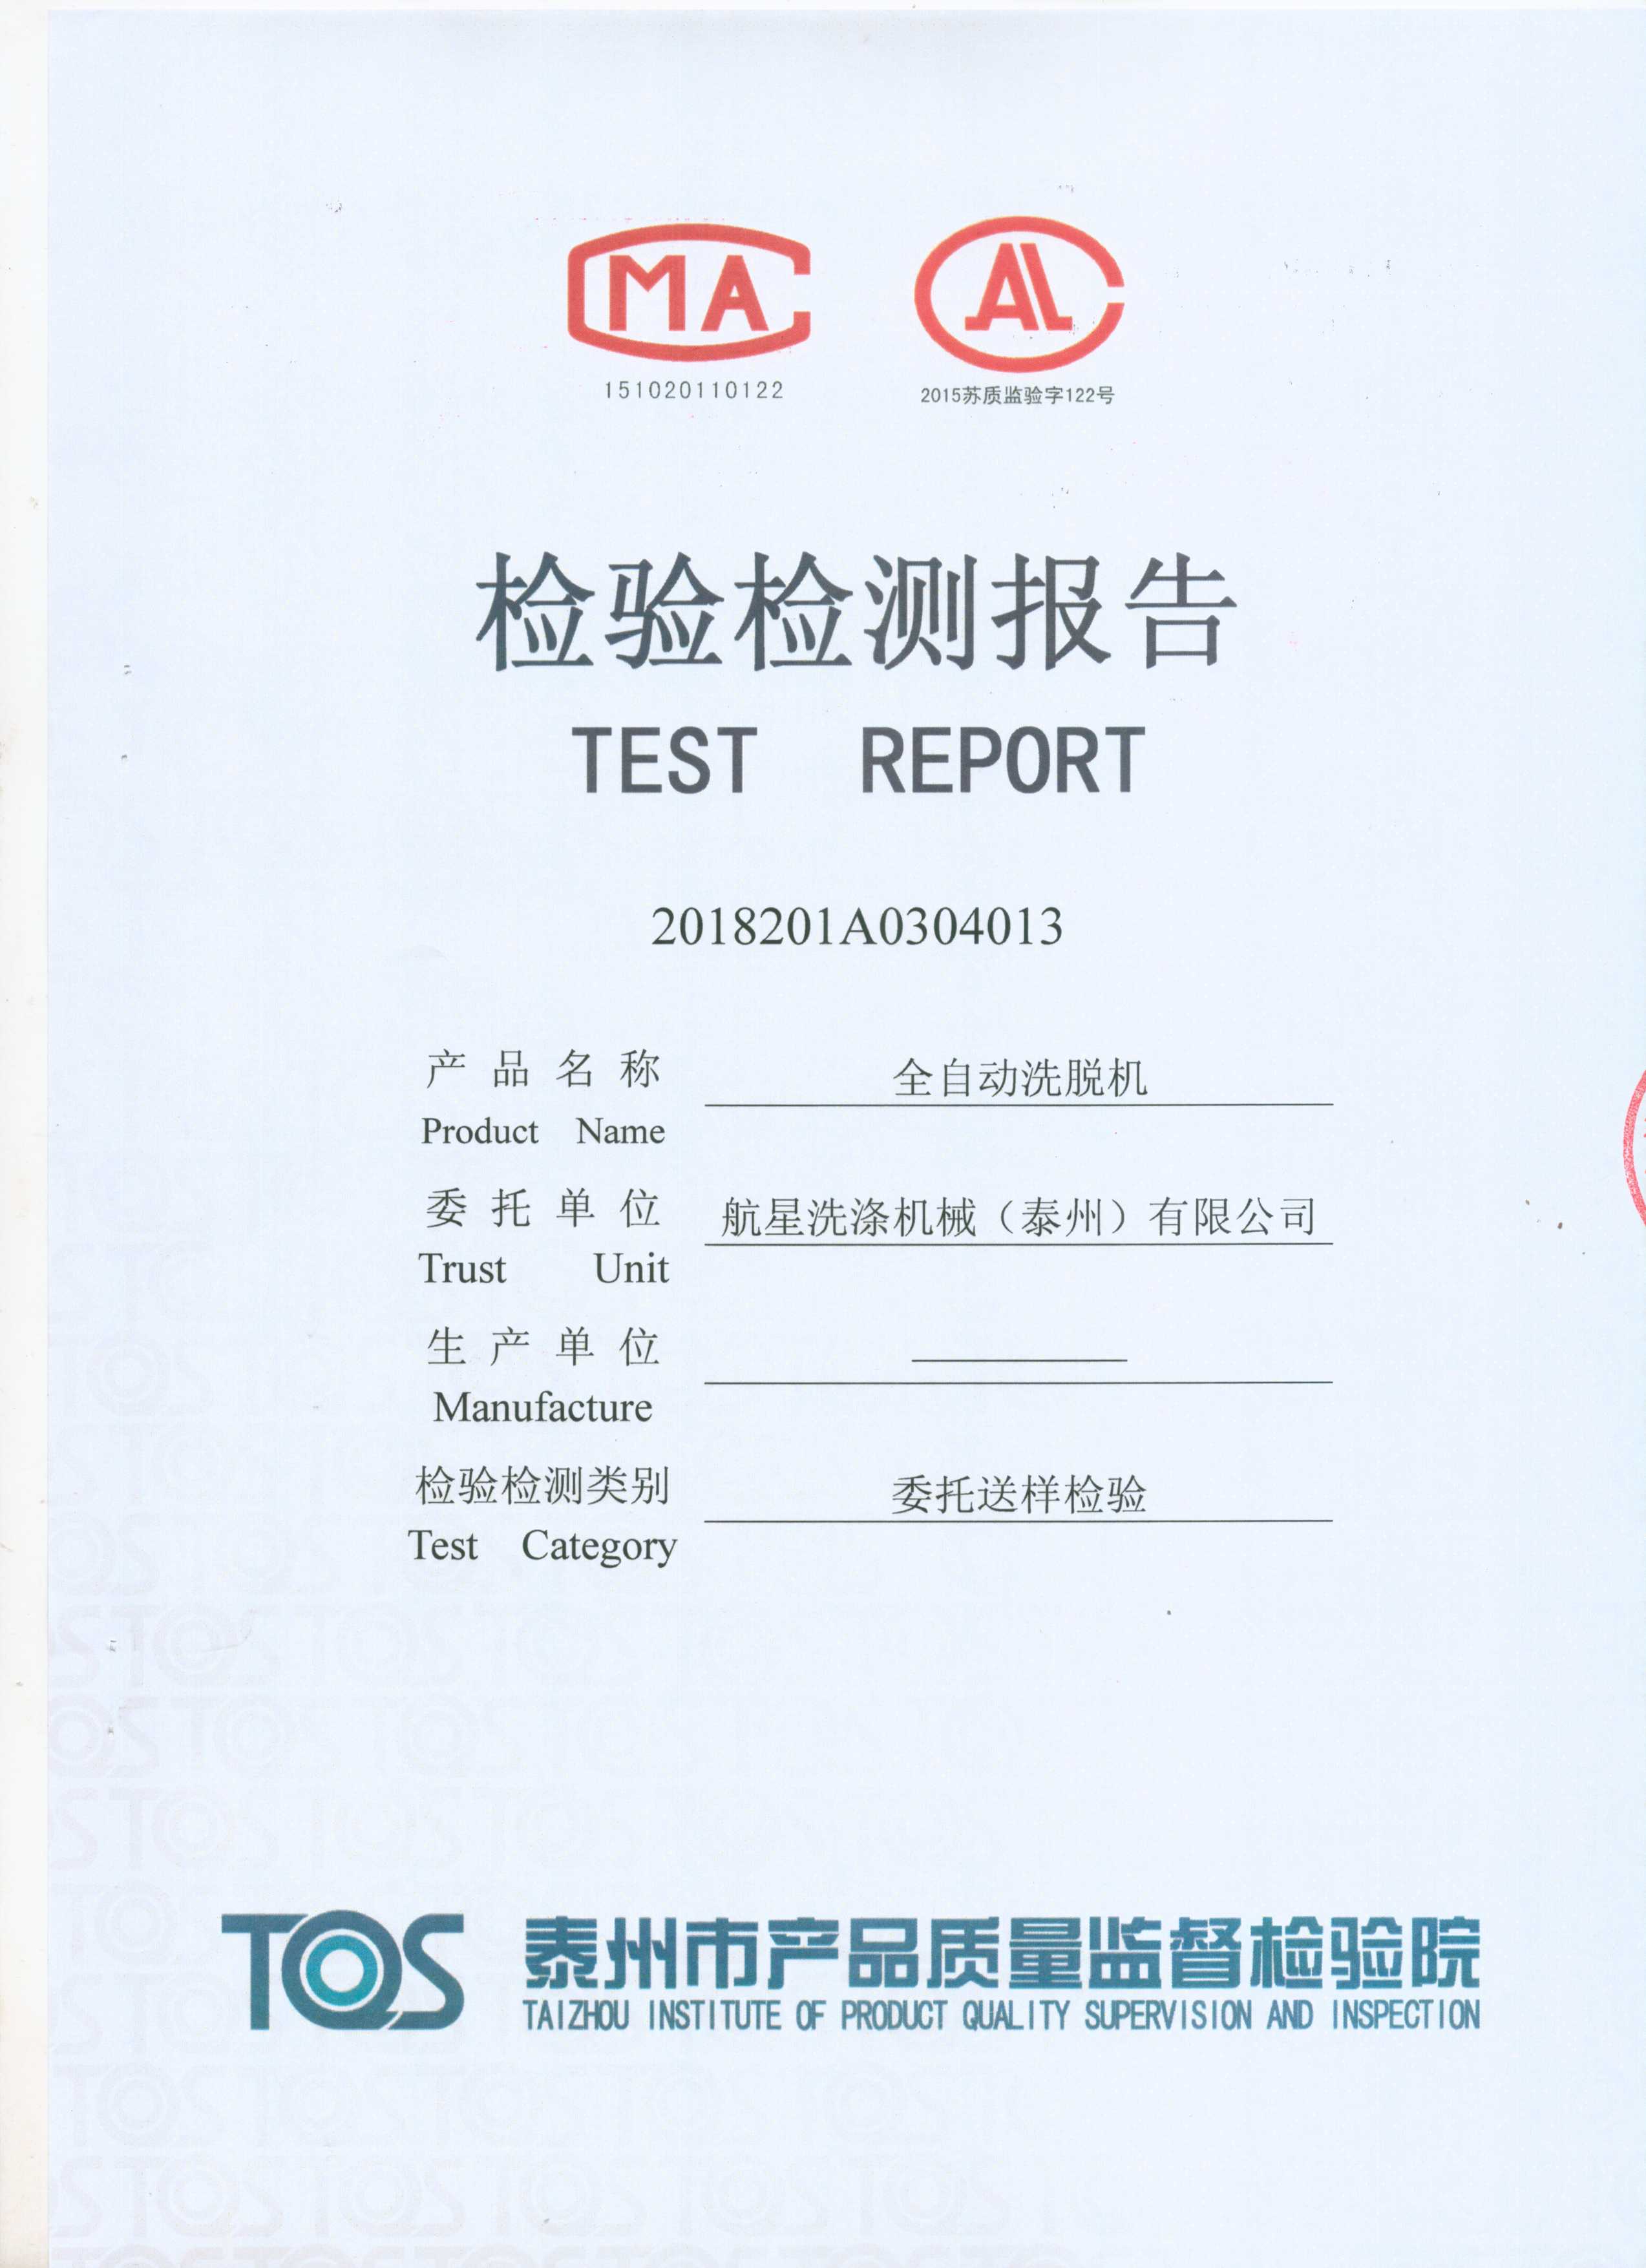 MA
AL
151020110122
2015苏质监验字122号
检验检测报告
TEST REPORT
2018201A0304013
产品名称 全自动洗脱机
Product Name
委托单位 航星洗涤机械（泰州）有限公司
Trust Unit
生产单位 ————
Manufacture
检验检测类别 委托送样检验
Test Category
TQS 泰州市产品质量监督检验院
TAIZHOU INSTITUTE OF PRODUCT QUALITY SUPERVISION AND INSPECTION